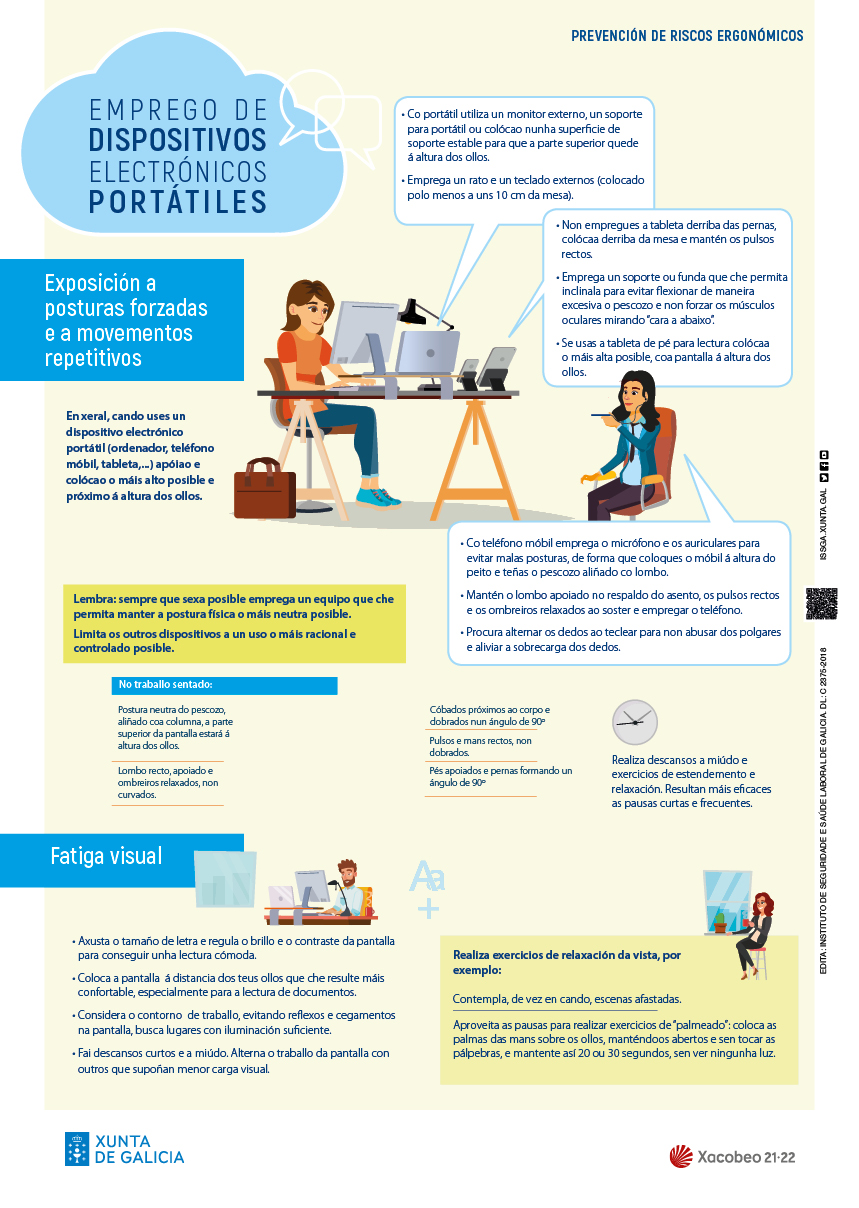 PREVENCIÓN DE RISCOS ERGONÓMICOS
EMPREGO DE
DISPOSITIVOS
ELECTRÓNICOS
PORTÁTILES
• Co portátil utiliza un monitor externo, un soporte
para portátil ou colócao nunha superficie de
soporte estable para que a parte superior quede
á altura dos ollos.
• Emprega un rato e un teclado externos (colocado
polo menos a uns 10 cm da mesa).
• Non empregues a tableta derriba das pernas,
colócaa derriba da mesa e mantén os pulsos
rectos.
• Emprega un soporte ou funda que che permita
inclinala para evitar flexionar de maneira
excesiva o pescozo e non forzar os músculos
oculares mirando “cara a abaixo”.
• Se usas a tableta de pé para lectura colócaa
o máis alta posible, coa pantalla á altura dos
ollos.
Exposición a
posturas forzadas
e a movementos
repetitivos
En xeral, cando uses un
dispositivo electrónico
portátil (ordenador, teléfono
móbil, tableta,...) apóiao e
colócao o máis alto posible e
próximo á altura dos ollos.
• Co teléfono móbil emprega o micrófono e os auriculares para
evitar malas posturas, de forma que coloques o móbil á altura do
peito e teñas o pescozo aliñado co lombo.
• Mantén o lombo apoiado no respaldo do asento, os pulsos rectos
e os ombreiros relaxados ao soster e empregar o teléfono.
• Procura alternar os dedos ao teclear para non abusar dos polgares
e aliviar a sobrecarga dos dedos.
Lembra: sempre que sexa posible emprega un equipo que che
permita manter a postura física o máis neutra posible.
Limita os outros dispositivos a un uso o máis racional e
controlado posible.
No traballo sentado:
Postura neutra do pescozo,
aliñado coa columna, a parte
superior da pantalla estará á
altura dos ollos.
Lombo recto, apoiado e
ombreiros relaxados, non
curvados.
Cóbados próximos ao corpo e
dobrados nun ángulo de 90º
Pulsos e mans rectos, non
dobrados.
Pés apoiados e pernas formando un
ángulo de 90º
Realiza descansos a miúdo e
exercicios de estendemento e
relaxación. Resultan máis eficaces
as pausas curtas e frecuentes.
Fatiga visual
Aa
+
• Axusta o tamaño de letra e regula o brillo e o contraste da pantalla
para conseguir unha lectura cómoda.
• Coloca a pantalla á distancia dos teus ollos que che resulte máis
confortable, especialmente para a lectura de documentos.
• Considera o contorno de traballo, evitando reflexos e cegamentos
na pantalla, busca lugares con iluminación suficiente.
• Fai descansos curtos e a miúdo. Alterna o traballo da pantalla con
outros que supoñan menor carga visual.
Realiza exercicios de relaxación da vista, por
exemplo:
Contempla, de vez en cando, escenas afastadas.
Aproveita as pausas para realizar exercicios de “palmeado”: coloca as
palmas das mans sobre os ollos, manténdoos abertos e sen tocar as
pálpebras, e mantente así 20 ou 30 segundos, sen ver ningunha luz.
ISSGA.XUNTA.GAL
EDITA: INSTITUTO DE SEGURIDADE E SAÚDE LABORAL DE GALICIA. DL: C 2375-2018
XUNTA
DE GALICIA
Xacobeo 21·22